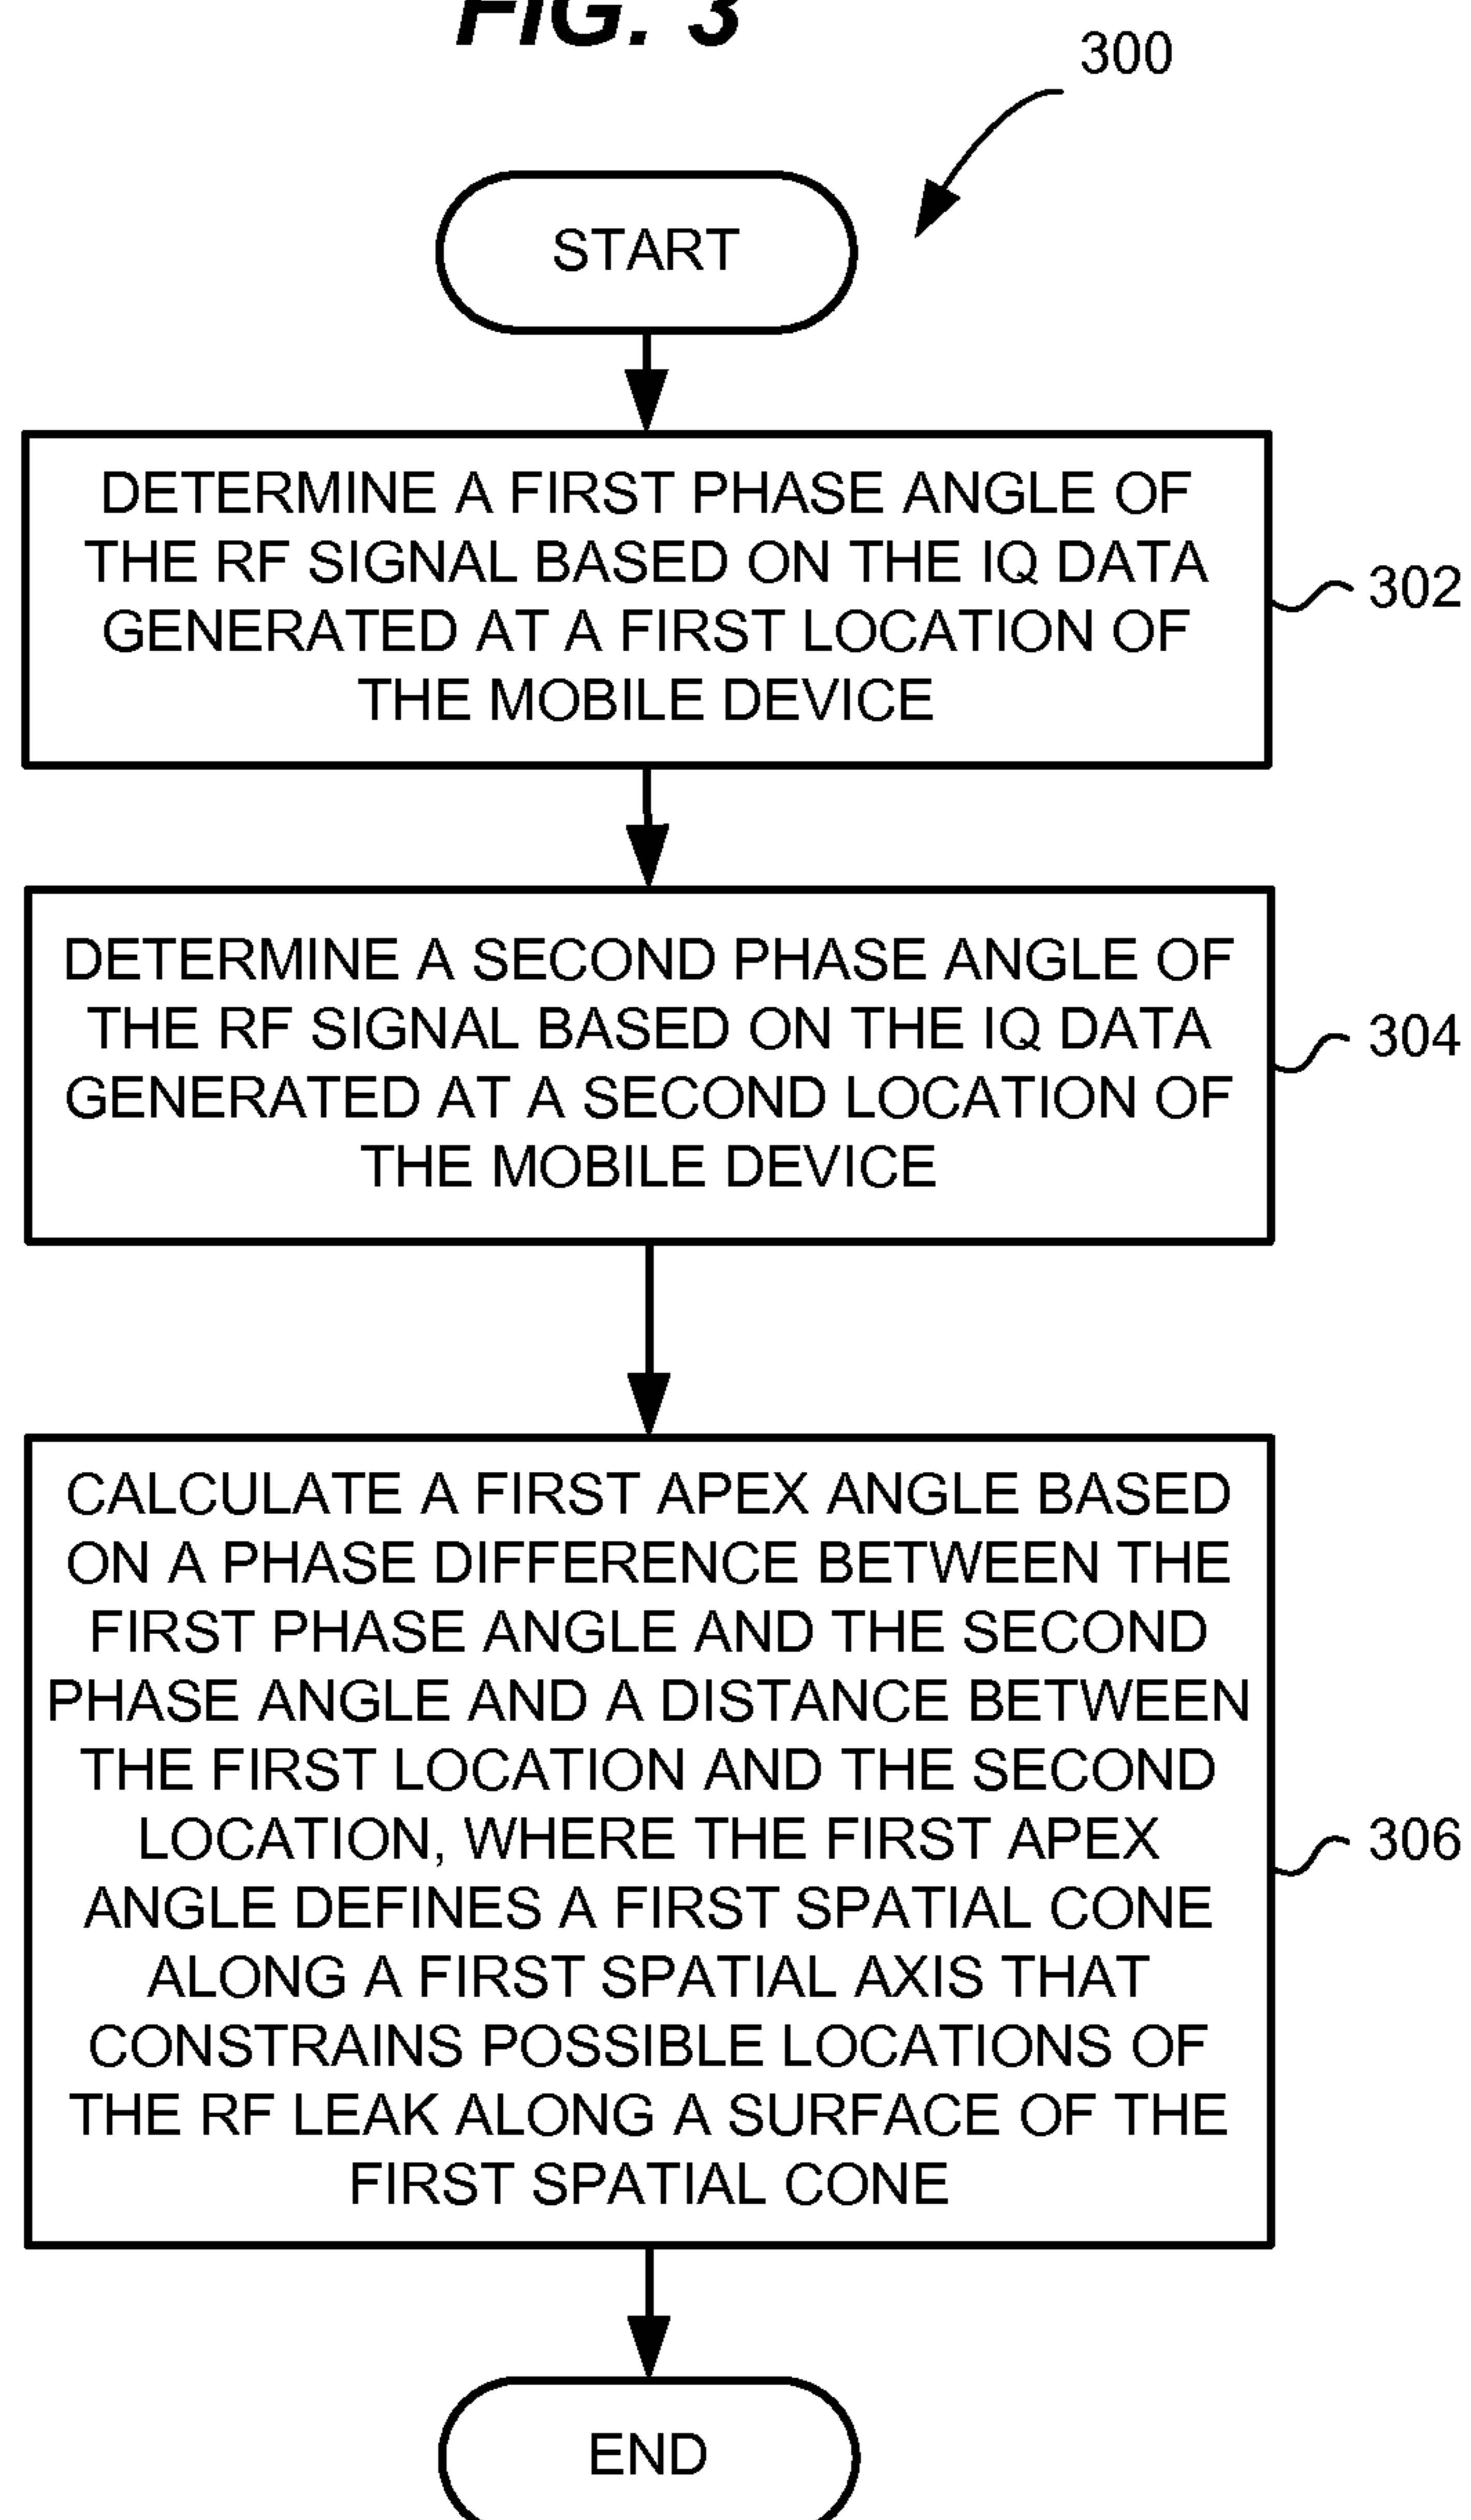 FIG. 3
300
START
DETERMINE A FIRST PHASE ANGLE OF
THE RF SIGNAL BASED ON THE IQ DATA
GENERATED AT A FIRST LOCATION OF
THE MOBILE DEVICE
302
DETERMINE A SECOND PHASE ANGLE OF
THE RF SIGNAL BASED ON THE IQ DATA
GENERATED AT A SECOND LOCATION OF
THE MOBILE DEVICE
304
CALCULATE A FIRST APEX ANGLE BASED
ON A PHASE DIFFERENCE BETWEEN THE
FIRST PHASE ANGLE AND THE SECOND
PHASE ANGLE AND A DISTANCE BETWEEN
THE FIRST LOCATION AND THE SECOND
LOCATION, WHERE THE FIRST APEX
ANGLE DEFINES A FIRST SPATIAL CONE
ALONG A FIRST SPATIAL AXIS THAT
CONSTRAINS POSSIBLE LOCATIONS OF
THE RF LEAK ALONG A SURFACE OF THE
FIRST SPATIAL CONE
306
END